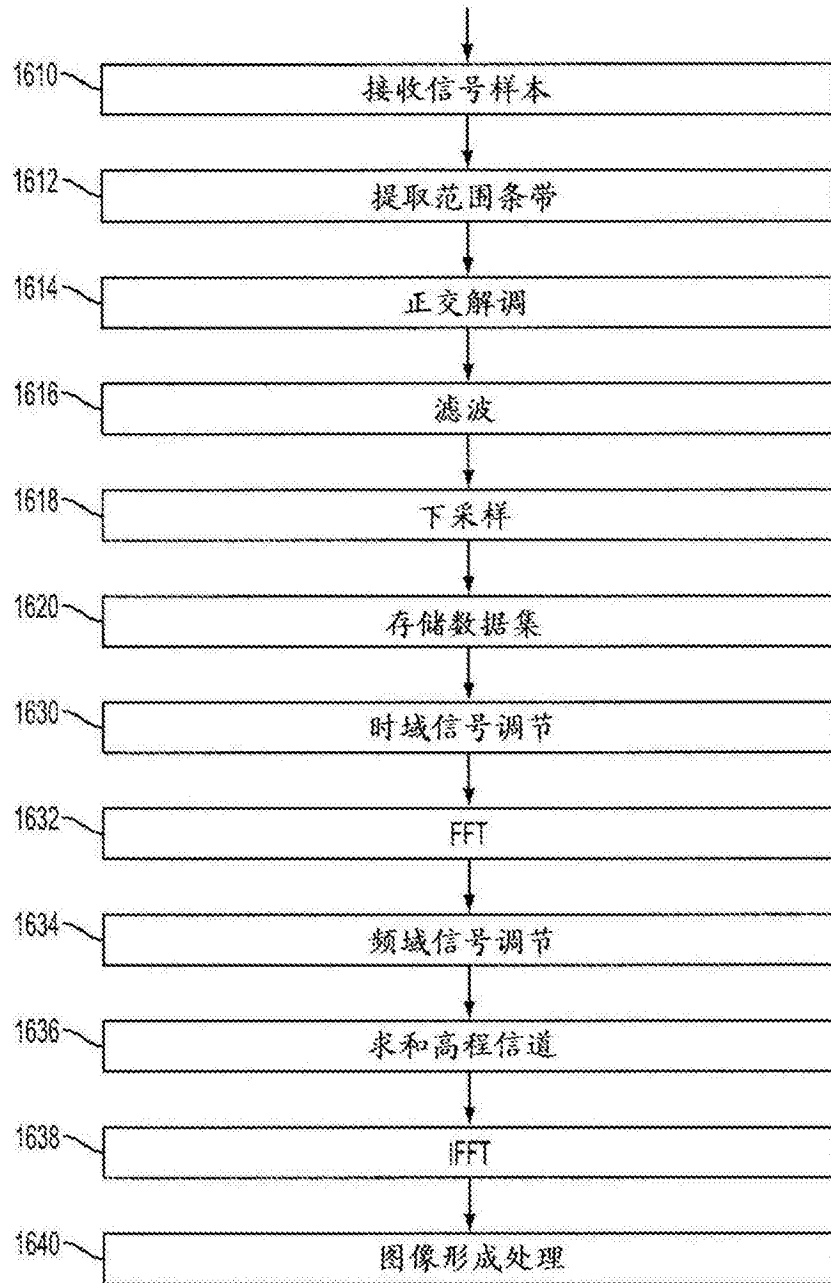 1610
接收信号样本
1612
提取范围条带
1614
正交解调
1616
滤波
1618
下采样
1620
存储数据集
1630
时域信号调节
1632
FFT
1634
频域信号调节
1636
求和高程信道
1638
IFFT
1640
图像形成处理